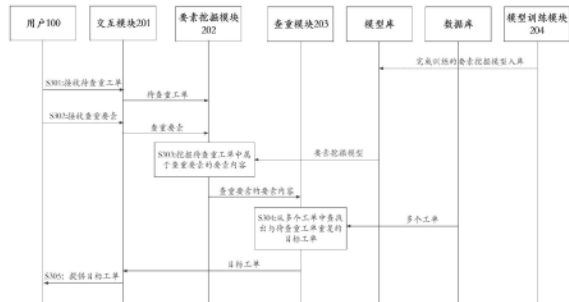 用户100
交互模块201
要素挖掘模块
202
查重模块203
模型库
数据库
模型训练模块
204
完成训练的要素挖掘模型入库
S301:接收待查重工单
待查重工单
S302:接收查重要素
查重要素
S303:挖掘待查重工单中属
于查重要素的要素内容
要素挖掘模型
查重要素的要素内容
S304:从多个工单中查找
出与待查重工单重复的
目标工单
多个工单
目标工单
S305：提供目标工单